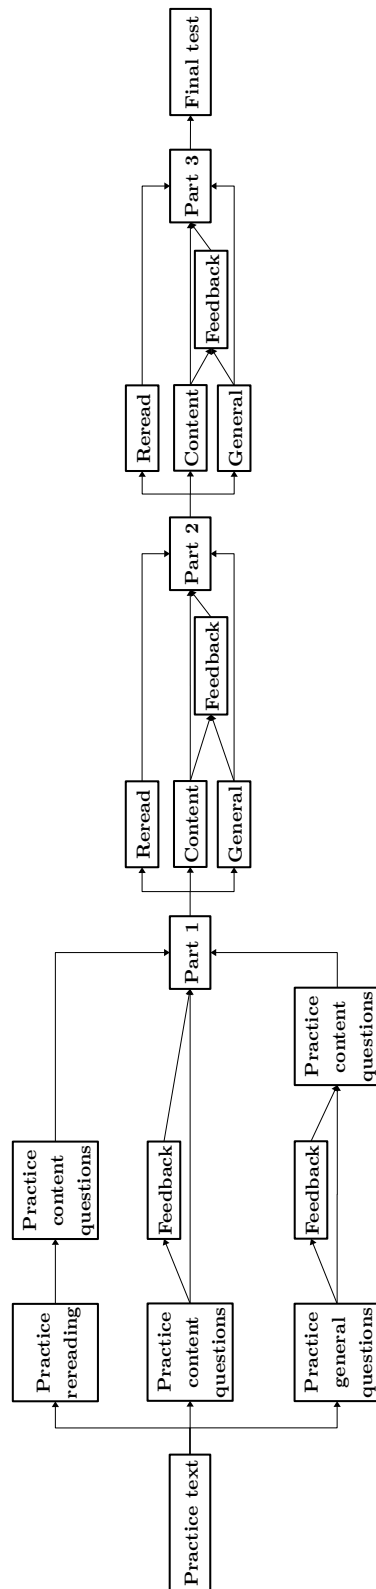 Practice text
Practice
rereading
Practice
content
questions
Practice
content
questions
Feedback
Practice
general
questions
Feedback
Practice
content
questions
Part 1
Reread
Content
General
Feedback
Part 2
Reread
Content
General
Feedback
Part 3
Final test